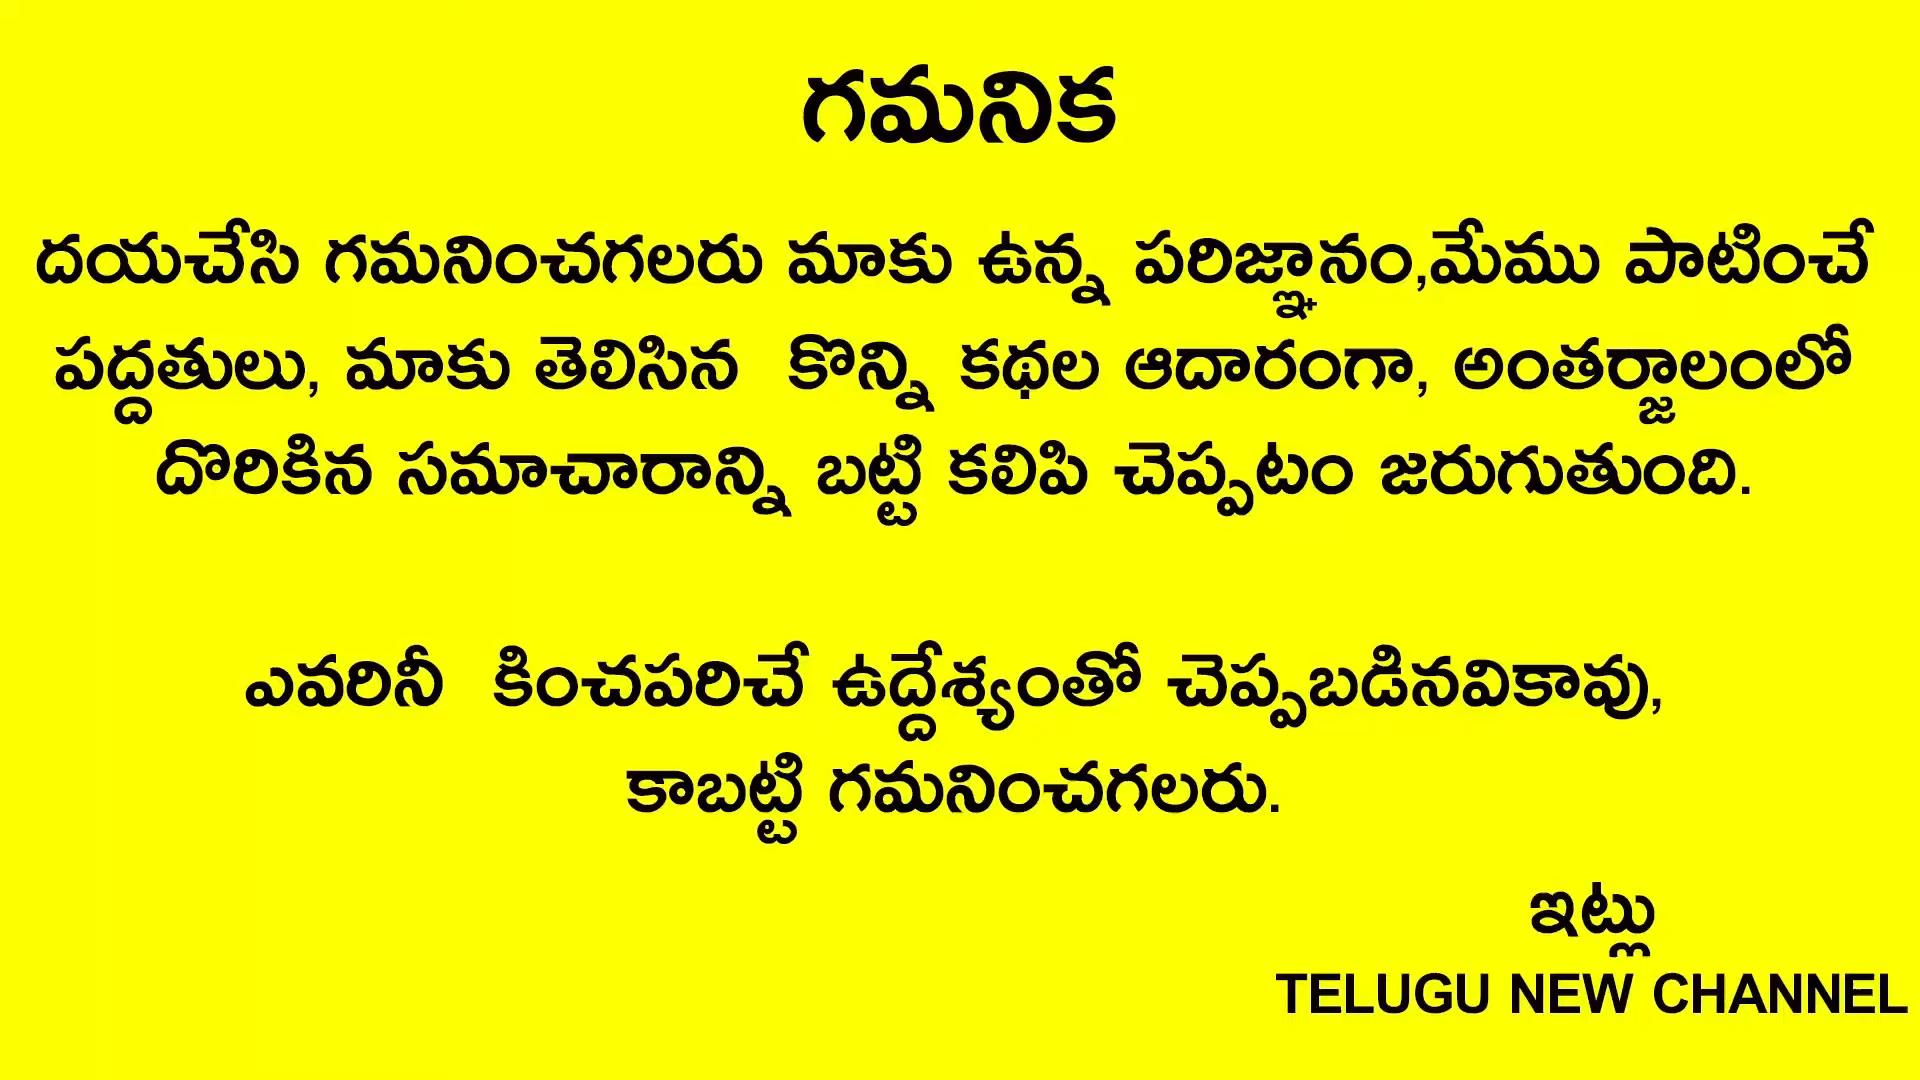 గమనిక
దయచేసి గమనించగలరు మాకు ఉన్న పరిజ్ఞానం,మేము పాటించే
పద్దతులు, మాకు తెలిసిన కొన్ని కథల ఆదారంగా, అంతర్జాలంలో
దొరికిన సమాచారాన్ని బట్టి కలిపి చెప్పటం జరుగుతుంది.
ఎవరినీ కించపరిచే ఉద్దేశ్యంతో చెప్పబడినవికావు,
కాబట్టి గమనించగలరు.
ఇట్లు
TELUGU NEW CHANNEL